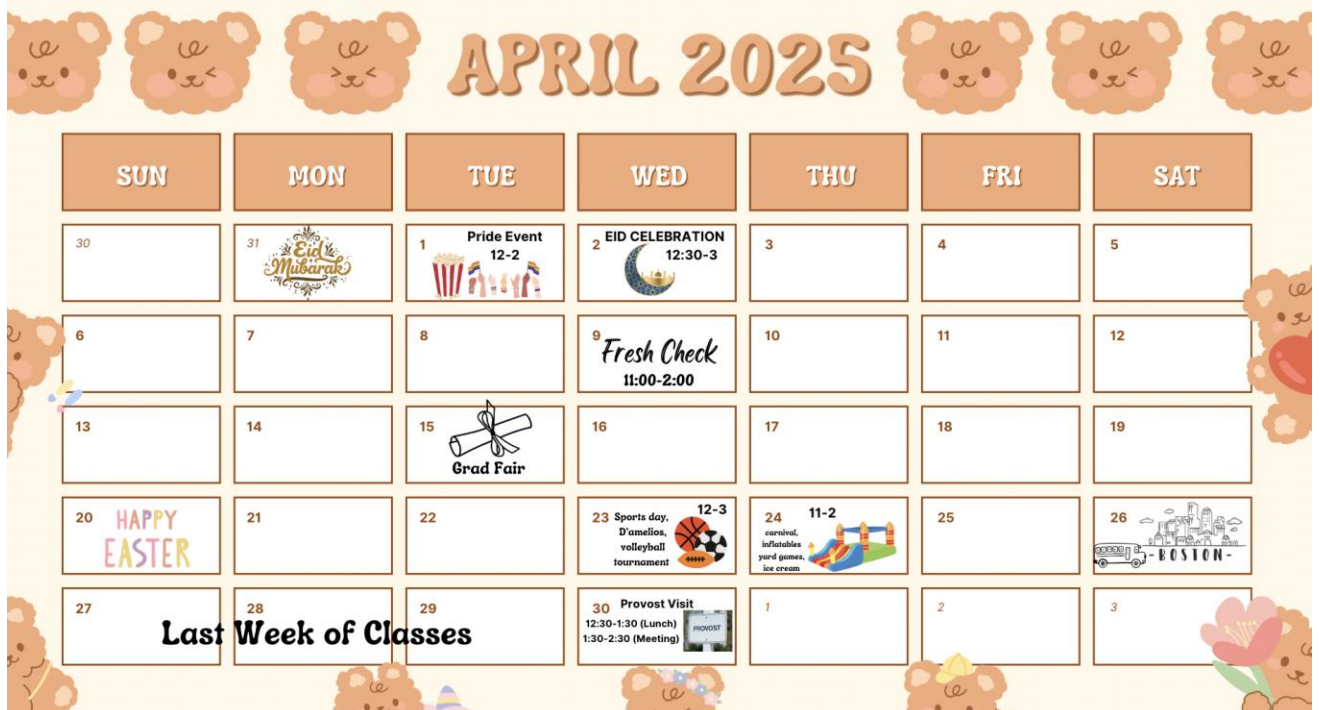 APRIL 2025
SUN MON TUE WED THU FRI SAT
30
31
Eid
Mubarak
1
Pride Event
12-2
2
EID CELEBRATION
12:30-3
3
4
5
6
7
8
9
Fresh Check
11:00-2:00
10
11
12
13
14
15
Grad Fair
16
17
18
19
20
HAPPY
EASTER
21
22
23
12-3
Sports day,
D'amelios,
volleyball
tournament
24
11-2
carnival,
inflatables
yard games,
ice cream
25
26
- BOSTON -
27
28
29
Last Week of Classes
30
Provost Visit
12:30-1:30 (Lunch)
1:30-2:30 (Meeting)
PROVOST
1
2
3